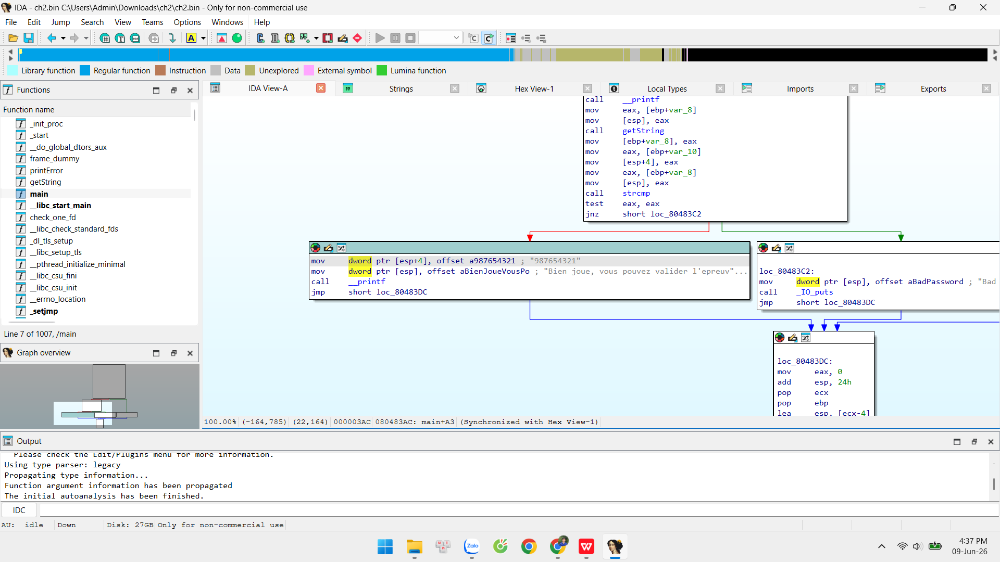 IDA - ch2.bin C:\Users\Admin\Downloads\ch2\ch2.bin - Only for non-commercial use
File Edit Jump Search View Teams Options Windows Help
Library function Regular function Instruction Data Unexplored External symbol Lumina function
Functions
Function name
_init_proc
_start
__do_global_dtors_aux
frame_dummy
printError
getString
main
__libc_start_main
check_one_fd
__libc_check_standard_fds
_dl_tls_setup
__libc_setup_tls
__pthread_initialize_minimal
__libc_csu_fini
__libc_csu_init
__errno_location
_setjmp
Line 7 of 1007, /main
Graph overview
IDA View-A Strings Hex View-1 Local Types Imports Exports
call __printf
mov eax, [ebp+var_8]
mov [esp], eax
call getString
mov [ebp+var_8], eax
mov eax, [ebp+var_10]
mov [esp+4], eax
mov eax, [ebp+var_8]
mov [esp], eax
call strcmp
test eax, eax
jnz short loc_80483C2
mov dword ptr [esp+4], offset a987654321 ; "987654321"
mov dword ptr [esp], offset aBienJoueVousPo ; "Bien joue, vous pouvez valider l'epreuv"...
call __printf
jmp short loc_80483DC
loc_80483C2:
mov dword ptr [esp], offset aBadPassword ; "Bad
call _IO_puts
jmp short loc_80483DC
loc_80483DC:
mov eax, 0
add esp, 24h
pop ecx
pop ebp
lea esp, [ecx-4]
100.00% (-164,785) (22,164) 000003AC 080483AC: main+A3 (Synchronized with Hex View-1)
Output
Please check the Edit/Plugins menu for more information.
Using type parser: legacy
Propagating type information...
Function argument information has been propagated
The initial autoanalysis has been finished.
IDC
AU: idle Down Disk: 27GB Only for non-commercial use
Zalo
4:37 PM
09-Jun-26